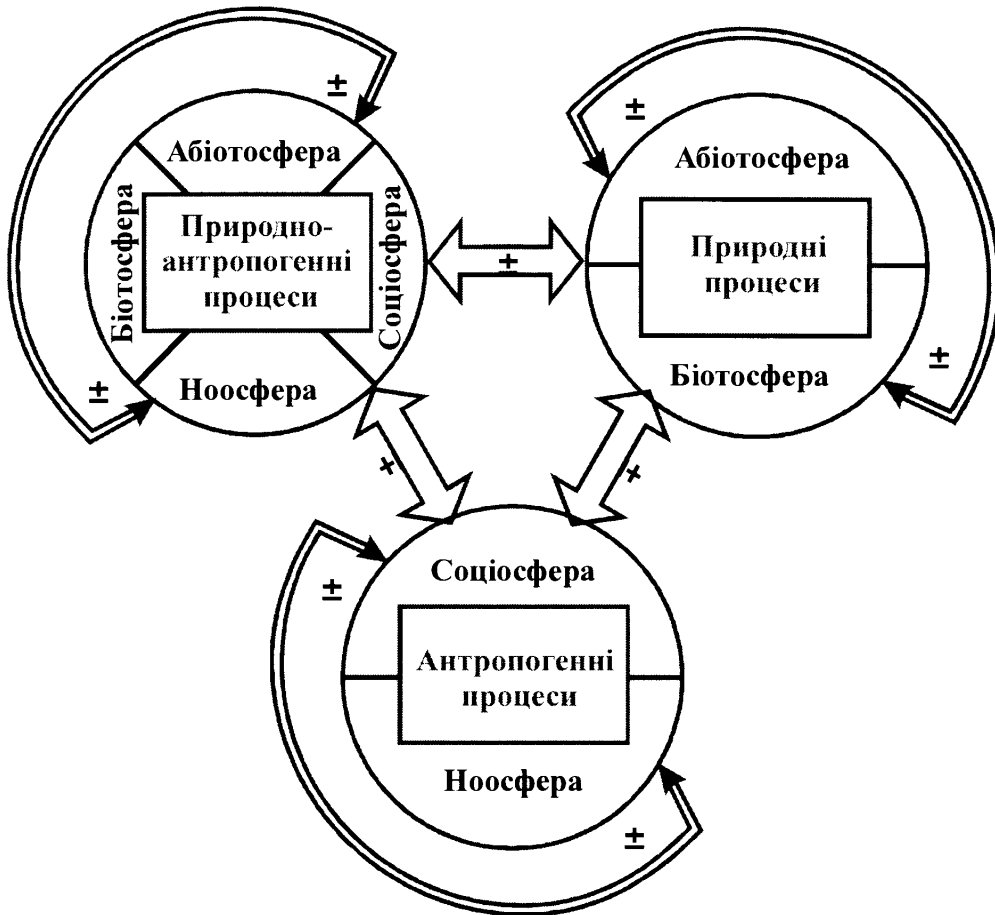 ±
Абіотосфера
Біотосфера
Природно-
антропогенні
процеси
Соціосфера
Ноосфера
±
±
±
Абіотосфера
Природні
процеси
Біотосфера
±
+
+
±
Соціосфера
Антропогенні
процеси
Ноосфера
±